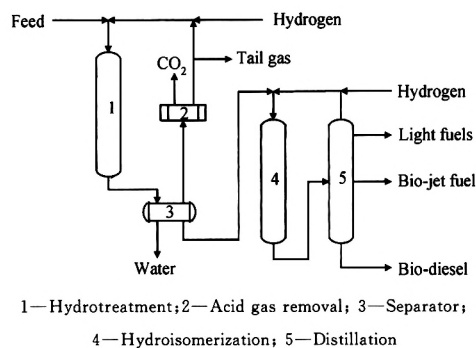 Feed
Hydrogen
CO2
Tail gas
1
2
Hydrogen
Light fuels
4
5
Bio-jet fuel
3
Water
Bio-diesel
1—Hydrotreatment;2—Acid gas removal; 3—Separator;
4—Hydroisomerization; 5—Distillation